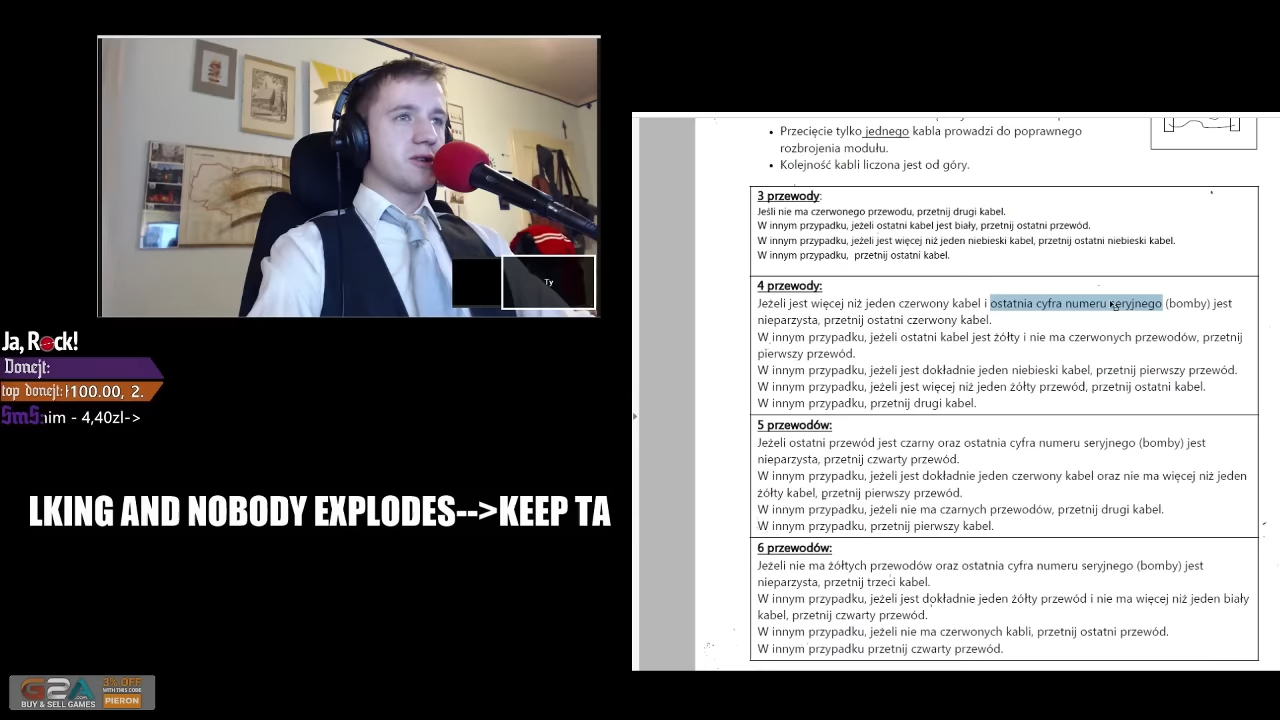 Ty
Ja, Rock!
Donejt:
top donejt:
100.00, 2.
SmS:
nim - 4,40zl->
LKING AND NOBODY EXPLODES-->KEEP TA
G2A.com
BUY & SELL GAMES
3% OFF
WITH THIS CODE
PIERON
• Przecięcie tylko jednego kabla prowadzi do poprawnego
rozbrojenia modułu.
• Kolejność kabli liczona jest od góry.
3 przewody:
Jeśli nie ma czerwonego przewodu, przetnij drugi kabel.
W innym przypadku, jeżeli ostatni kabel jest biały, przetnij ostatni przewód.
W innym przypadku, jeżeli jest więcej niż jeden niebieski kabel, przetnij ostatni niebieski kabel.
W innym przypadku, przetnij ostatni kabel.
4 przewody:
Jeżeli jest więcej niż jeden czerwony kabel i ostatnia cyfra numeru seryjnego (bomby) jest
nieparzysta, przetnij ostatni czerwony kabel.
W innym przypadku, jeżeli ostatni kabel jest żółty i nie ma czerwonych przewodów, przetnij
pierwszy przewód.
W innym przypadku, jeżeli jest dokładnie jeden niebieski kabel, przetnij pierwszy przewód.
W innym przypadku, jeżeli jest więcej niż jeden żółty przewód, przetnij ostatni kabel.
W innym przypadku, przetnij drugi kabel.
5 przewodów:
Jeżeli ostatni przewód jest czarny oraz ostatnia cyfra numeru seryjnego (bomby) jest
nieparzysta, przetnij czwarty przewód.
W innym przypadku, jeżeli jest dokładnie jeden czerwony kabel oraz nie ma więcej niż jeden
żółty kabel, przetnij pierwszy przewód.
W innym przypadku, jeżeli nie ma czarnych przewodów, przetnij drugi kabel.
W innym przypadku, przetnij pierwszy kabel.
6 przewodów:
Jeżeli nie ma żółtych przewodów oraz ostatnia cyfra numeru seryjnego (bomby) jest
nieparzysta, przetnij trzeci kabel.
W innym przypadku, jeżeli jest dokładnie jeden żółty przewód i nie ma więcej niż jeden biały
kabel, przetnij czwarty przewód.
W innym przypadku, jeżeli nie ma czerwonych kabli, przetnij ostatni przewód.
W innym przypadku przetnij czwarty przewód.